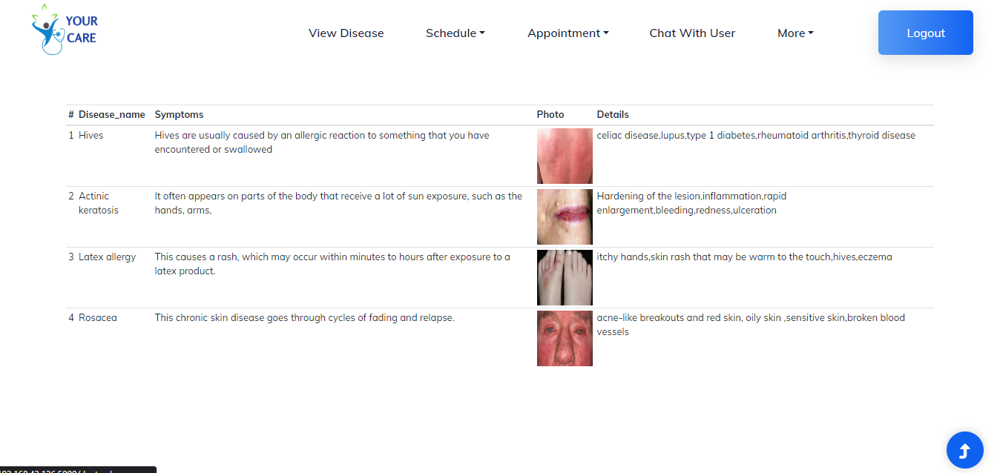 YOUR
CARE
View Disease Schedule Appointment Chat With User More Logout
# Disease_name Symptoms Photo Details
1 Hives Hives are usually caused by an allergic reaction to something that you have celiac disease,lupus,type 1 diabetes,rheumatoid arthritis,thyroid disease
encountered or swallowed
2 Actinic It often appears on parts of the body that receive a lot of sun exposure, such as the Hardening of the lesion,inflammation,rapid
keratosis hands, arms, enlargement,bleeding,redness,ulceration
3 Latex allergy This causes a rash, which may occur within minutes to hours after exposure to a itchy hands,skin rash that may be warm to the touch,hives,eczema
latex product.
4 Rosacea This chronic skin disease goes through cycles of fading and relapse. acne-like breakouts and red skin, oily skin ,sensitive skin,broken blood
vessels